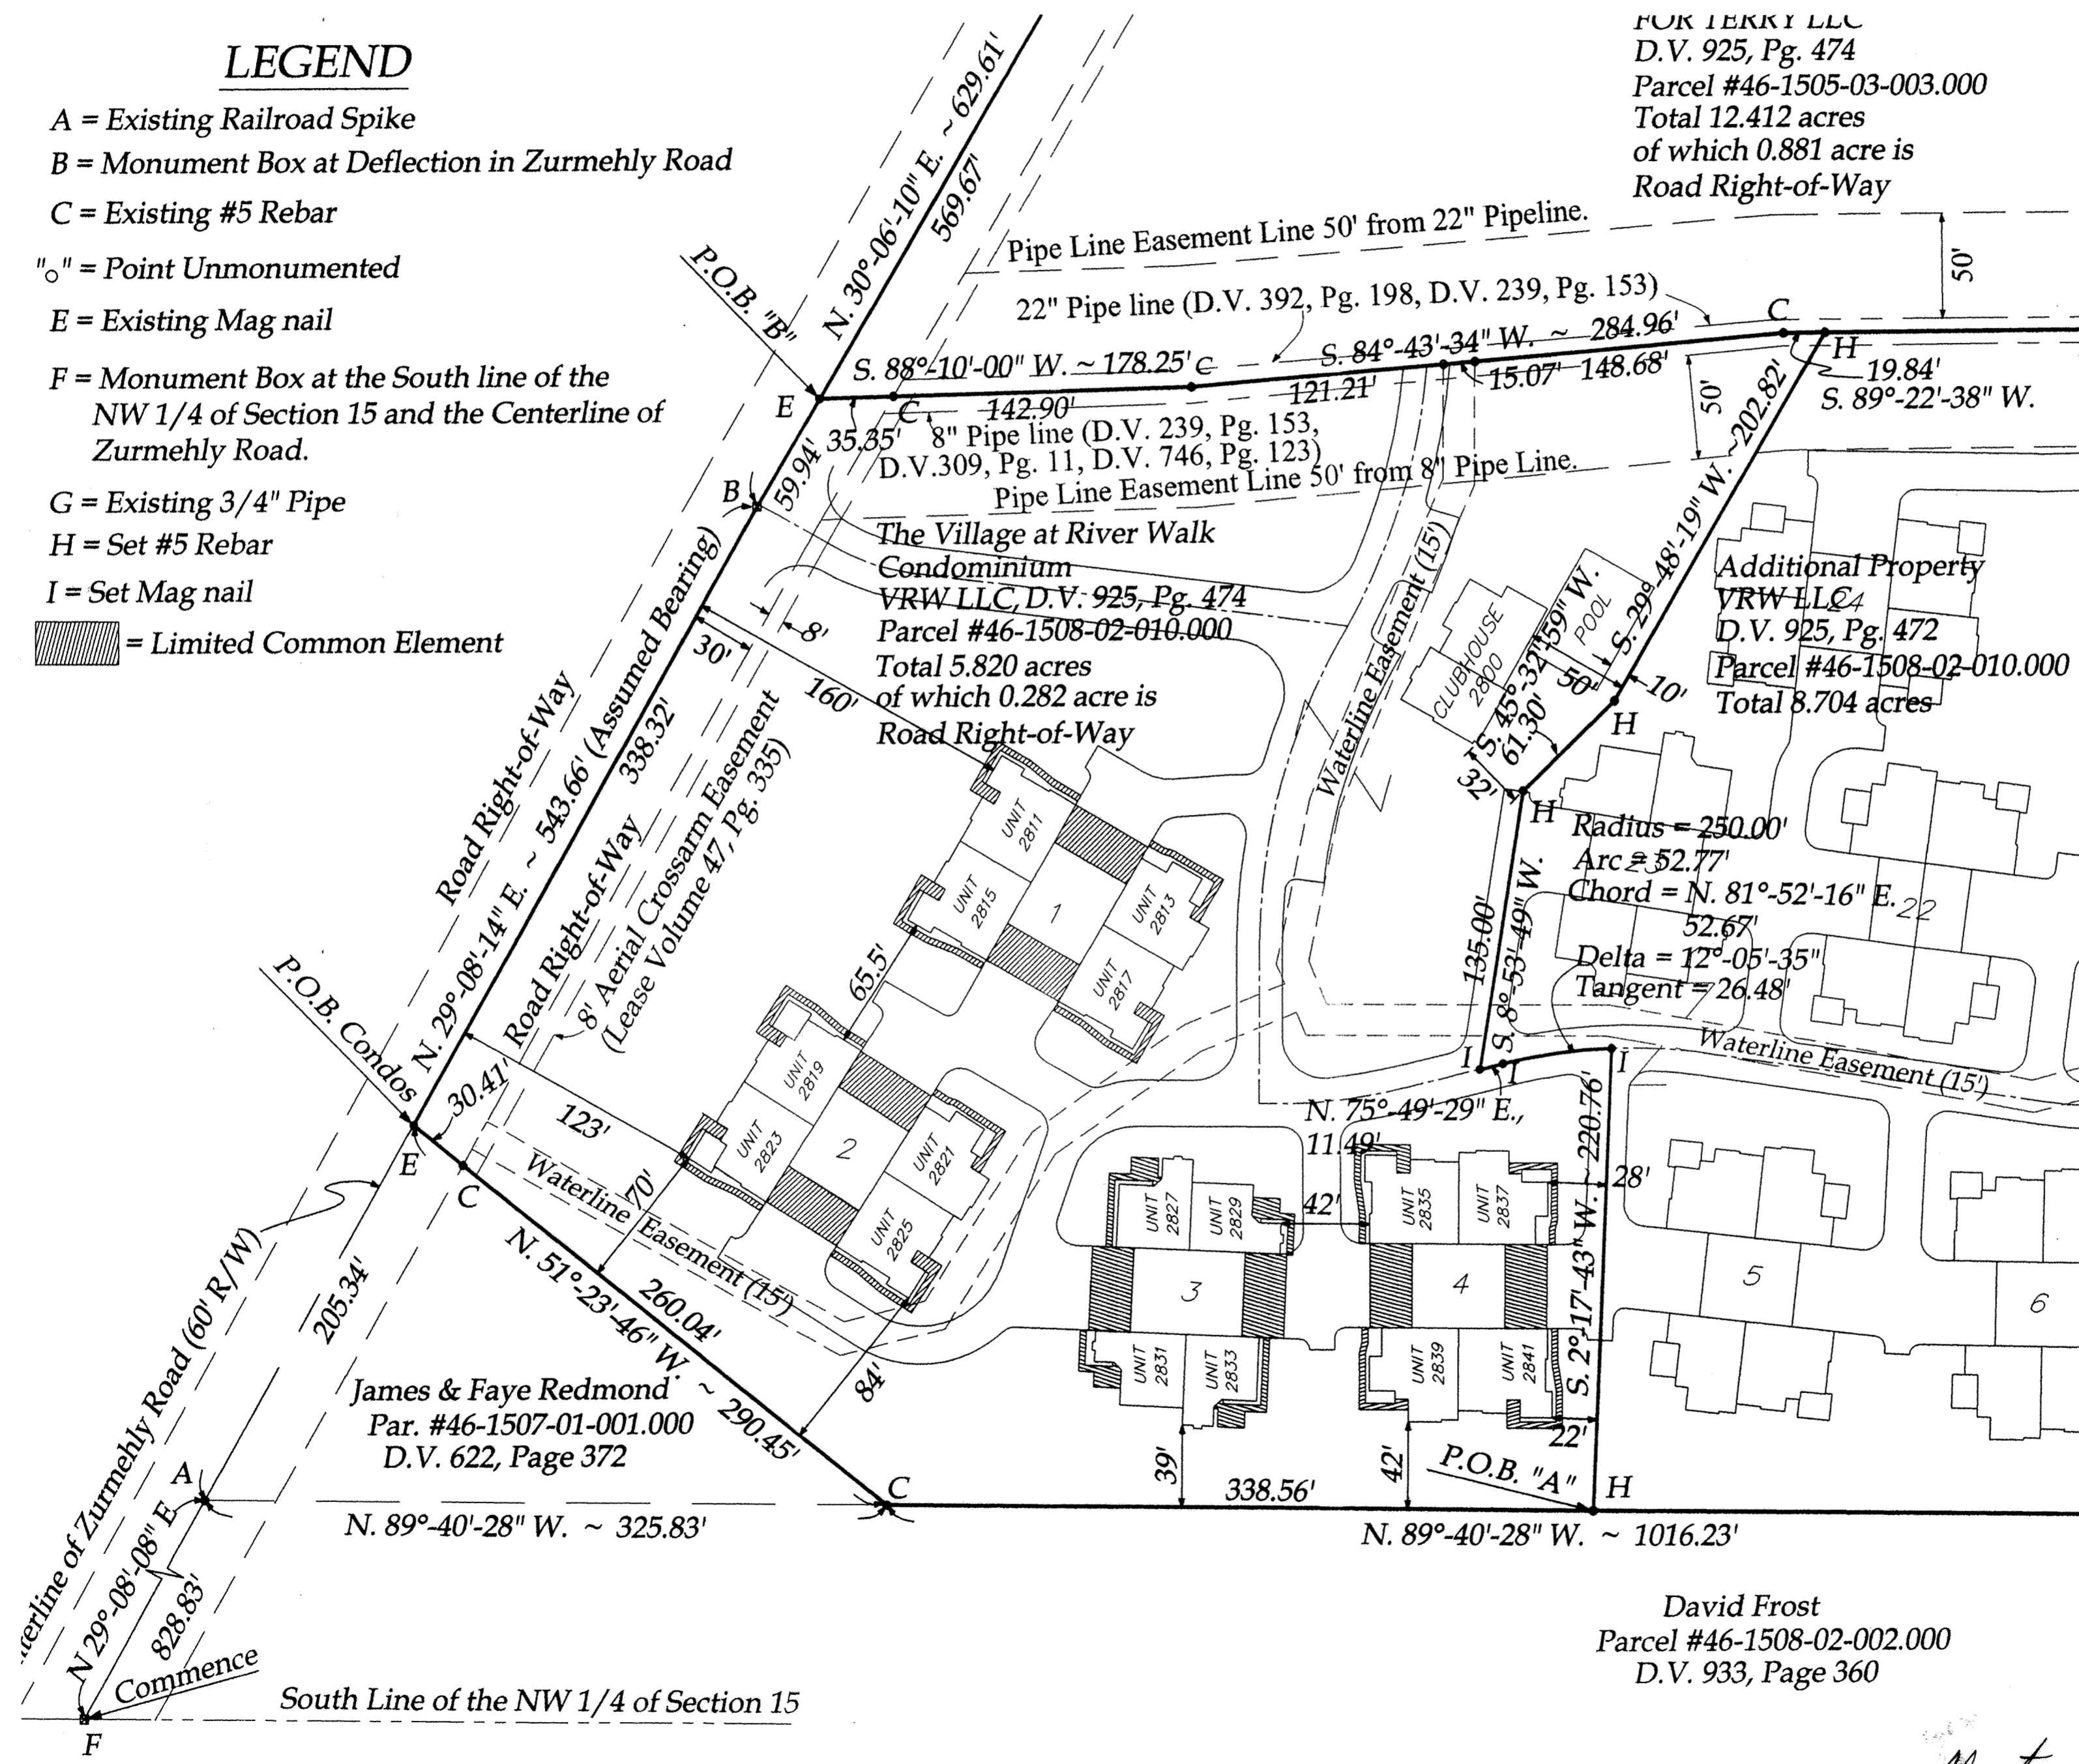 LEGEND
A = Existing Railroad Spike
B = Monument Box at Deflection in Zurmehly Road
C = Existing #5 Rebar
"o" = Point Unmonumented
E = Existing Mag nail
F = Monument Box at the South line of the
NW 1/4 of Section 15 and the Centerline of
Zurmehly Road.
G = Existing 3/4" Pipe
H = Set #5 Rebar
I = Set Mag nail
= Limited Common Element
FOR TERRY LLC
D.V. 925, Pg. 474
Parcel #46-1505-03-003.000
Total 12.412 acres
of which 0.881 acre is
Road Right-of-Way
N. 30°-06'-10" E. ~ 629.61'
569.67'
P.O.B. "B"
Pipe Line Easement Line 50' from 22" Pipeline.
50'
22" Pipe line (D.V. 392, Pg. 198, D.V. 239, Pg. 153)
C
H
S. 88°-10'-00" W. ~ 178.25'
C
S. 84°-43'-34" W. ~ 284.96'
E
C
142.90'
121.21'
15.07'
148.68'
19.84'
S. 89°-22'-38" W.
35.35'
50'
8" Pipe line (D.V. 239, Pg. 153,
D.V.309, Pg. 11, D.V. 746, Pg. 123)
Pipe Line Easement Line 50' from 8" Pipe Line.
B
59.94'
S. 29°-48'-19" W. ~ 202.82'
The Village at River Walk
Condominium
VRW LLC, D.V. 925, Pg. 474
Parcel #46-1508-02-010.000
Total 5.820 acres
of which 0.282 acre is
Road Right-of-Way
Additional Property
VRW LLC
24
D.V. 925, Pg. 472
Parcel #46-1508-02-010.000
Total 8.704 acres
Waterline Easement (15')
CLUBHOUSE
2800
POOL
S. 45°-32'-59" W.
61.30'
50'
10'
H
32'
H
8'
30'
160'
Road Right-of-Way
N. 29°-08'-14" E. ~ 543.66' (Assumed Bearing)
338.32'
Road Right-of-Way
8' Aerial Crossarm Easement
(Lease Volume 47, Pg. 335)
UNIT
2811
UNIT
2815
1
UNIT
2813
UNIT
2817
65.5'
Radius = 250.00'
Arc = 52.77'
23
Chord = N. 81°-52'-16" E.
52.67'
22
Delta = 12°-05'-35"
Tangent = 26.48'
135.00'
S. 8°-53'-49" W.
I
I
I
Waterline Easement (15')
N. 75°-49'-29" E.,
11.49'
P.O.B. Condos
E
30.41'
C
123'
UNIT
2819
UNIT
2823
2
UNIT
2821
UNIT
2825
70'
Waterline Easement (15')
N. 51°-23'-46" W. ~ 290.45'
260.04'
84'
UNIT
2827
UNIT
2829
3
UNIT
2831
UNIT
2833
42'
UNIT
2835
UNIT
2837
4
UNIT
2839
UNIT
2841
28'
S. 2°-17'-43" W. ~ 220.76'
22'
5
6
39'
42'
338.56'
P.O.B. "A"
H
205.34'
James & Faye Redmond
Par. #46-1507-01-001.000
D.V. 622, Page 372
A
C
N. 89°-40'-28" W. ~ 325.83'
N. 89°-40'-28" W. ~ 1016.23'
of Zurmehly Road (60' R/W)
N 29°-08'-08" E
828.83'
Commence
South Line of the NW 1/4 of Section 15
F
David Frost
Parcel #46-1508-02-002.000
D.V. 933, Page 360